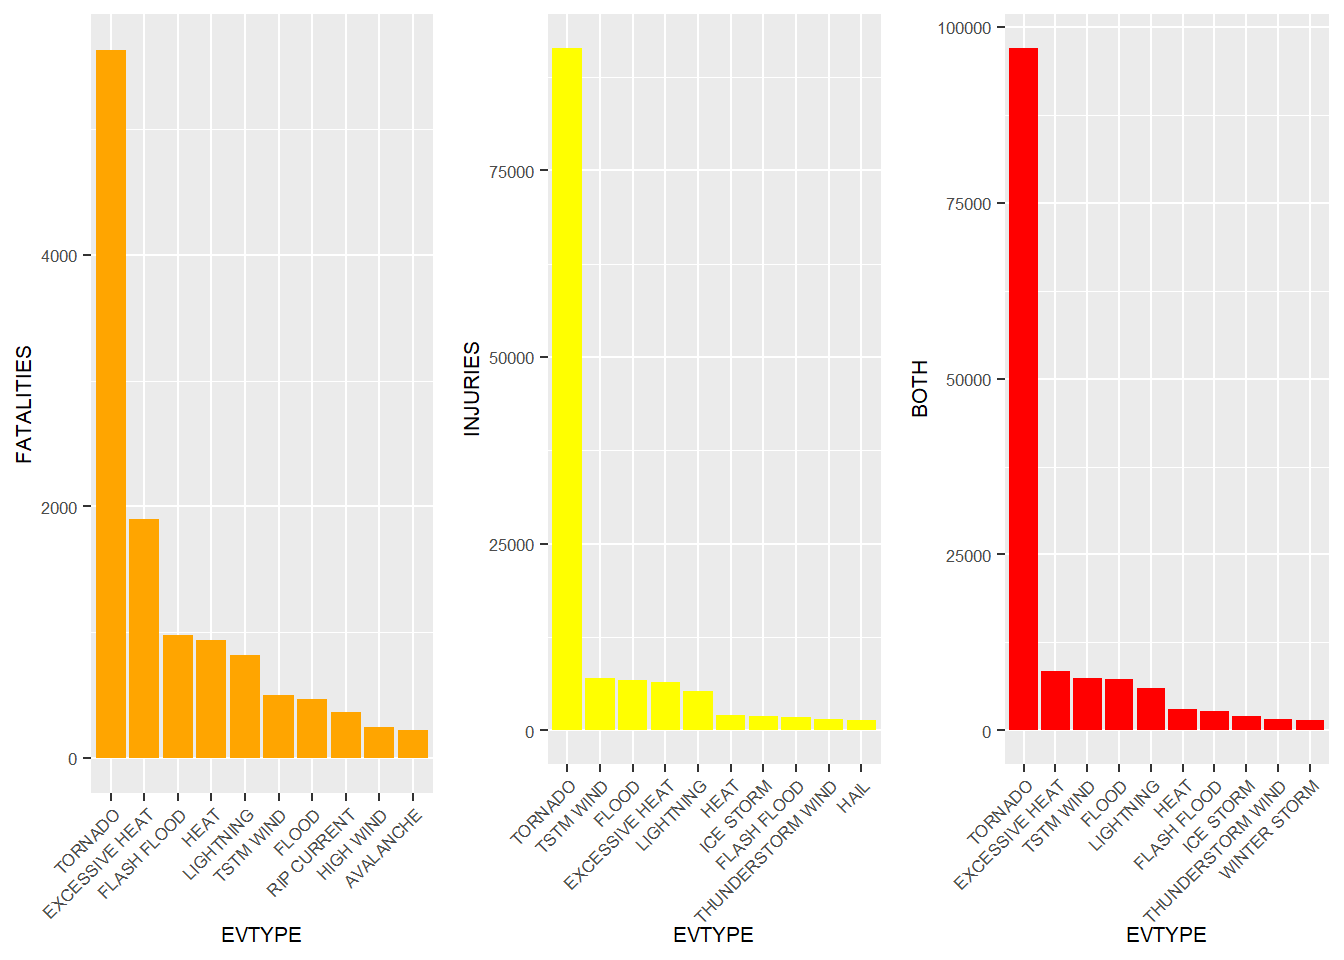 FATALITIES
4000
2000
0
TORNADO
EXCESSIVE HEAT
FLASH FLOOD
HEAT
LIGHTNING
TSTM WIND
FLOOD
RIP CURRENT
HIGH WIND
AVALANCHE
EVTYPE
INJURIES
75000
50000
25000
0
TORNADO
TSTM WIND
FLOOD
EXCESSIVE HEAT
LIGHTNING
HEAT
ICE STORM
FLASH FLOOD
THUNDERSTORM WIND
HAIL
EVTYPE
BOTH
100000
75000
50000
25000
0
TORNADO
EXCESSIVE HEAT
TSTM WIND
FLOOD
LIGHTNING
HEAT
FLASH FLOOD
ICE STORM
THUNDERSTORM WIND
WINTER STORM
EVTYPE